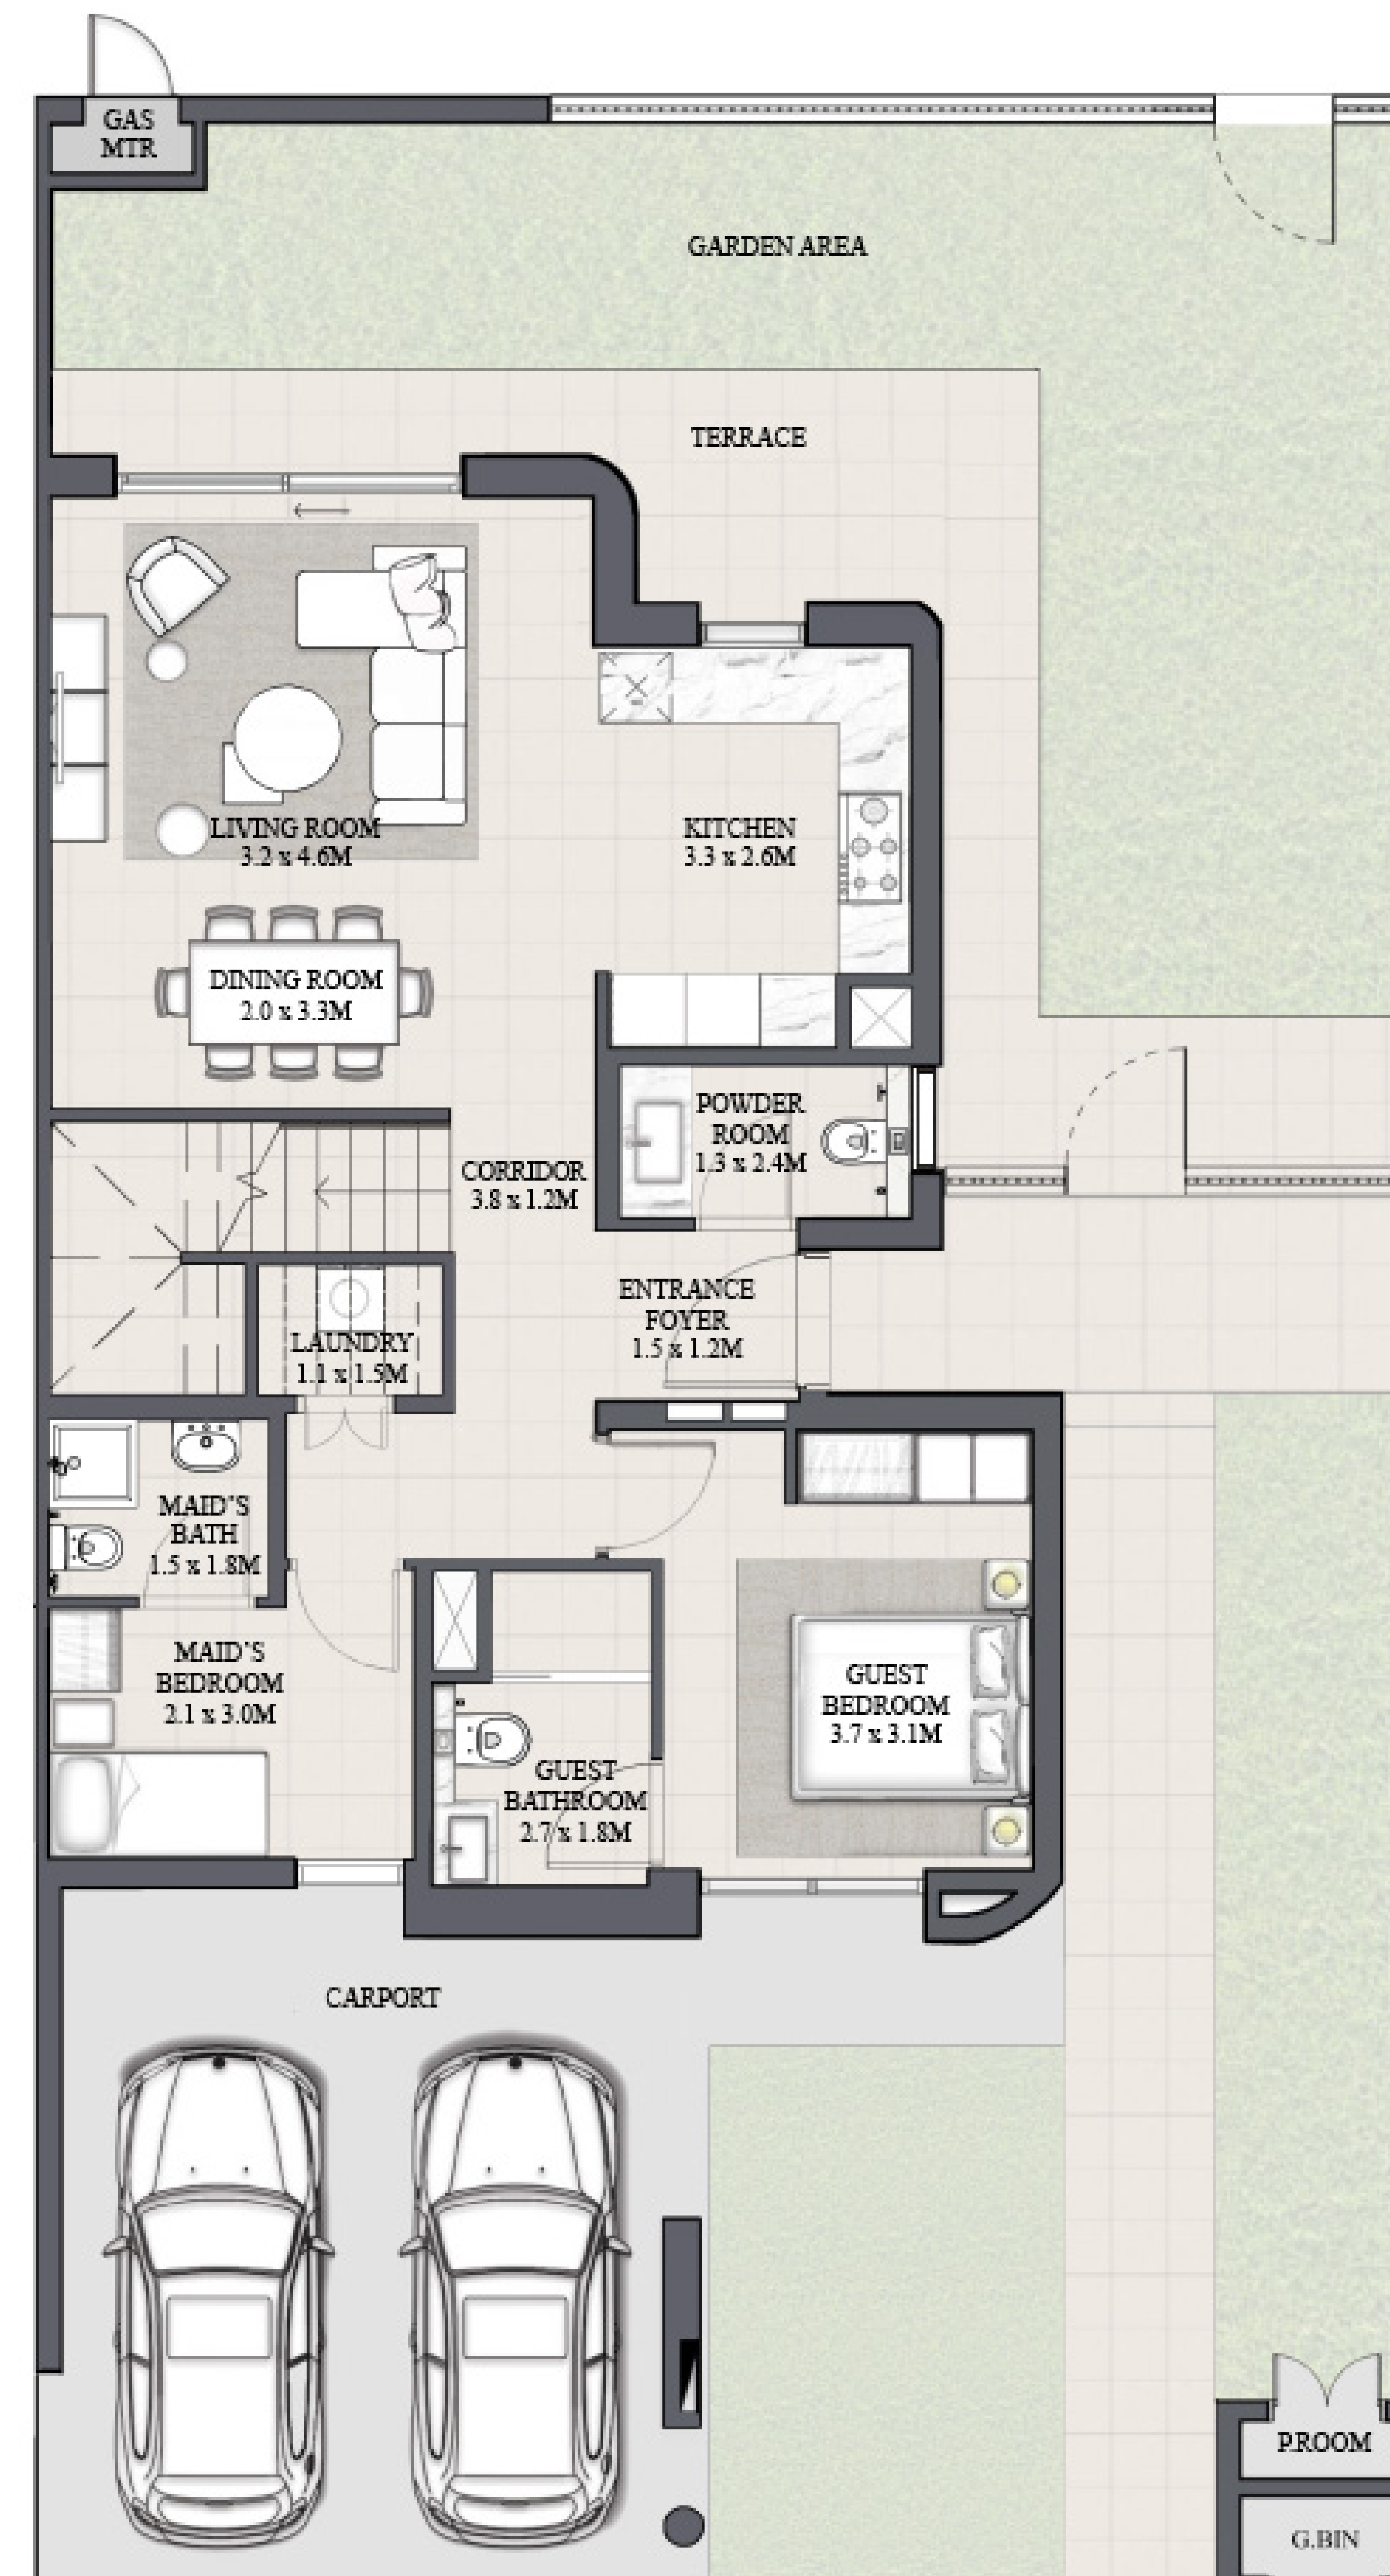 GAS
MTR
GARDEN AREA
TERRACE
LIVING ROOM
3.2 x 4.6M
KITCHEN
3.3 x 2.6M
DINING ROOM
2.0 x 3.3M
POWDER
ROOM
1.3 x 2.4M
CORRIDOR
3.8 x 1.2M
ENTRANCE
FOYER
1.5 x 1.2M
LAUNDRY
1.1 x 1.5M
MAID'S
BATH
1.5 x 1.8M
MAID'S
BEDROOM
2.1 x 3.0M
GUEST
BEDROOM
3.7 x 3.1M
GUEST
BATHROOM
2.7 x 1.8M
CARPORT
P.ROOM
G.BIN